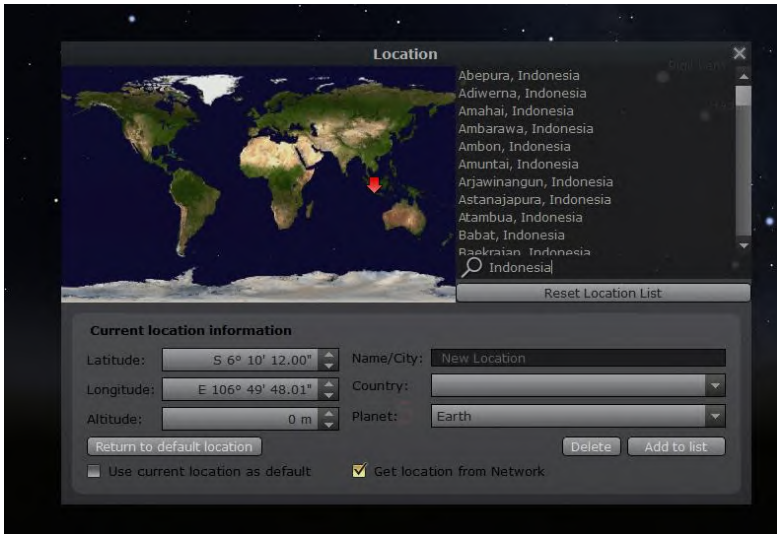 Location
Abepura, Indonesia
Adiwerna, Indonesia
Amahai, Indonesia
Ambarawa, Indonesia
Ambon, Indonesia
Amuntai, Indonesia
Arjawinangun, Indonesia
Astanajapura, Indonesia
Atambua, Indonesia
Babat, Indonesia
Baekrajan, Indonesia
Indonesia
Reset Location List
Current location information
Latitude: S 6° 10' 12.00" Name/City: New Location
Longitude: E 106° 49' 48.01" Country:
Altitude: 0 m Planet: Earth
Return to default location Delete Add to list
Use current location as default Get location from Network